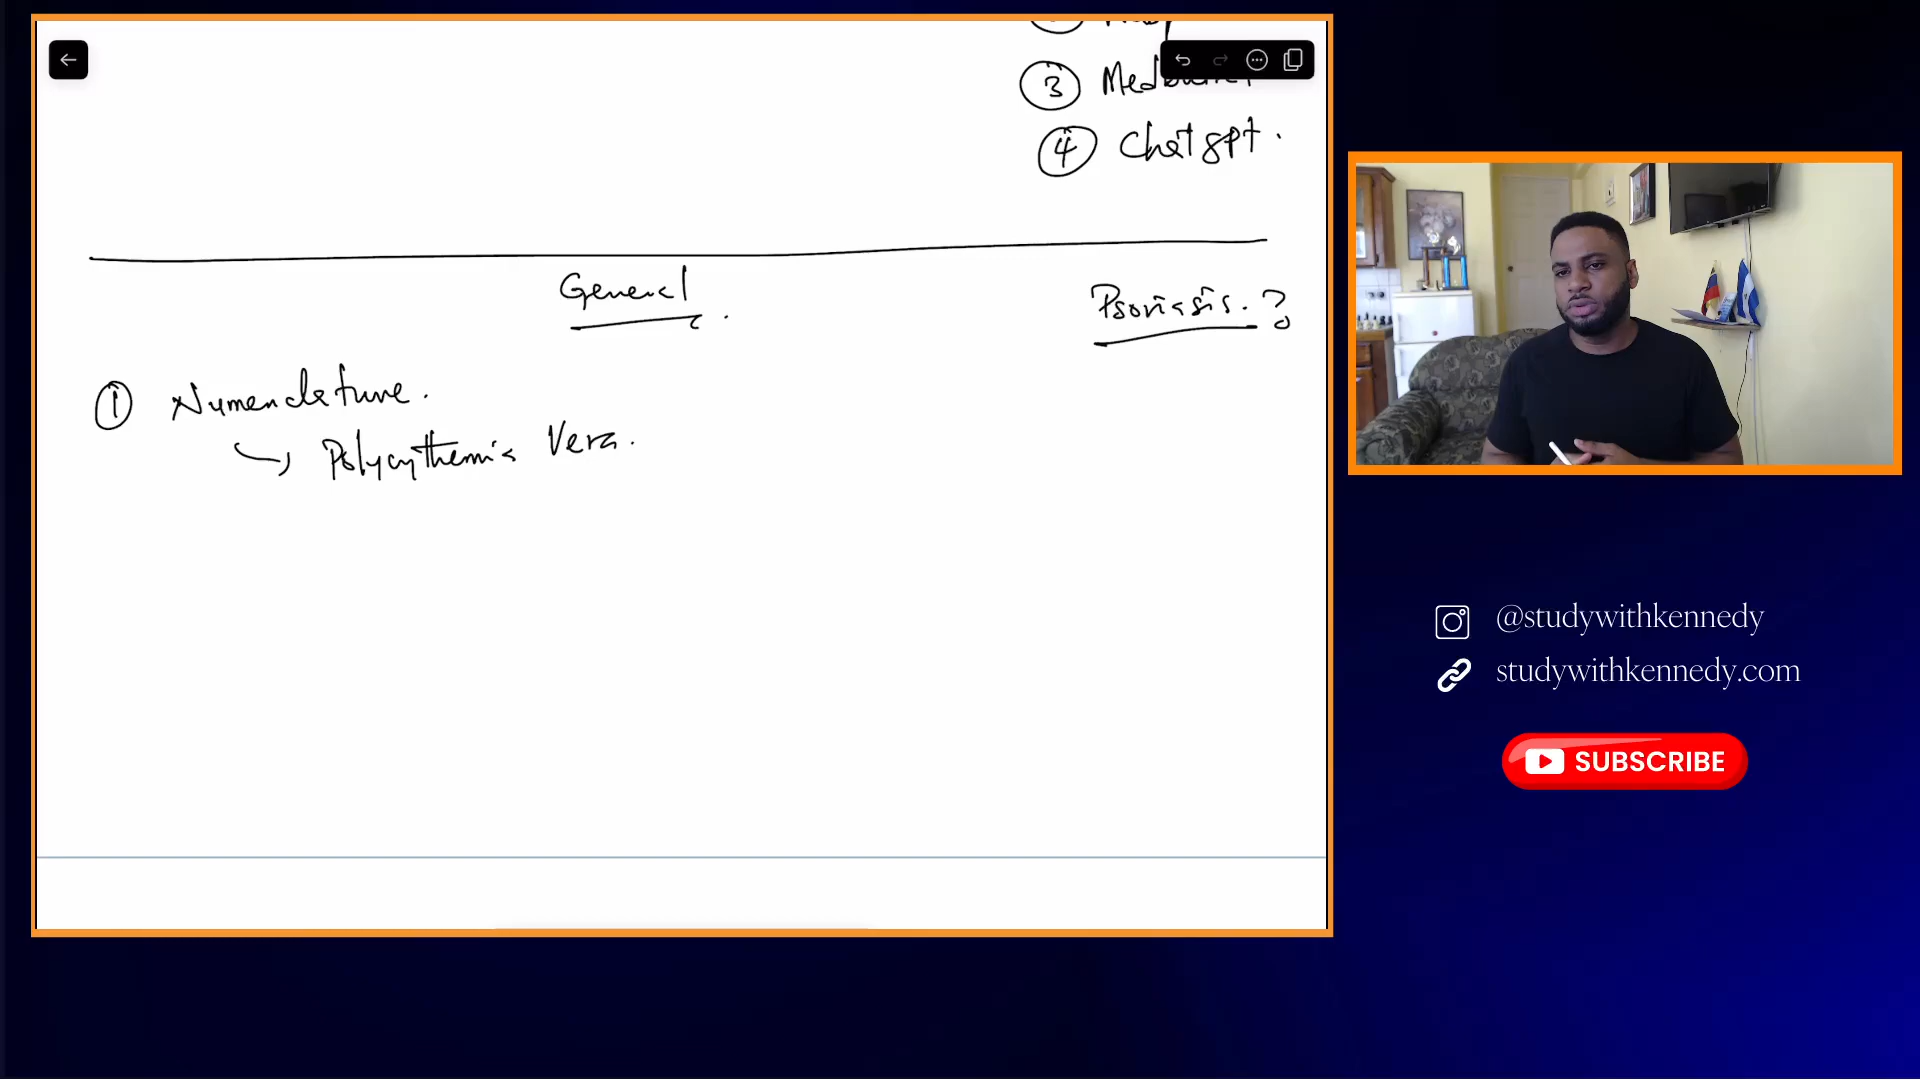 ③ Med
④ Chatgpt.
General.
Psoriasis.?
① Numenclature.
↳ Polycythemia Vera.
@studywithkennedy
studywithkennedy.com
SUBSCRIBE